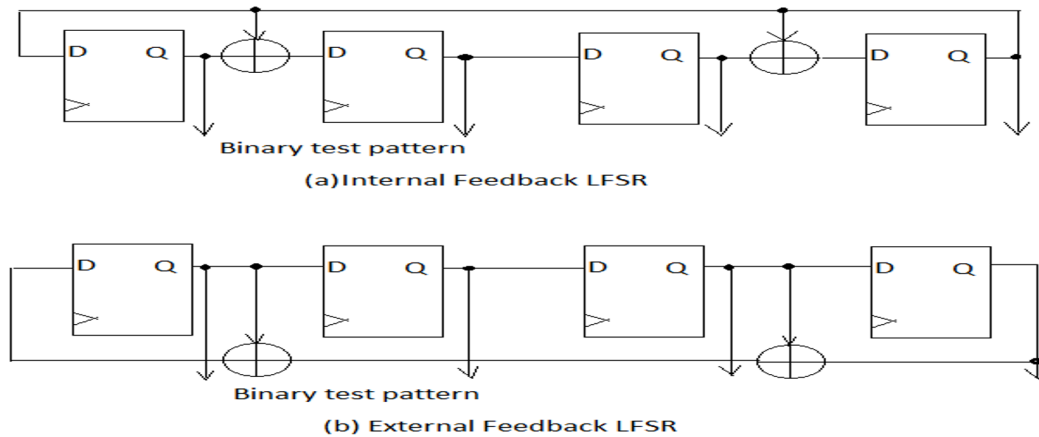 D Q D Q D Q D Q
Binary test pattern
(a)Internal Feedback LFSR
D Q D Q D Q D Q
Binary test pattern
(b) External Feedback LFSR